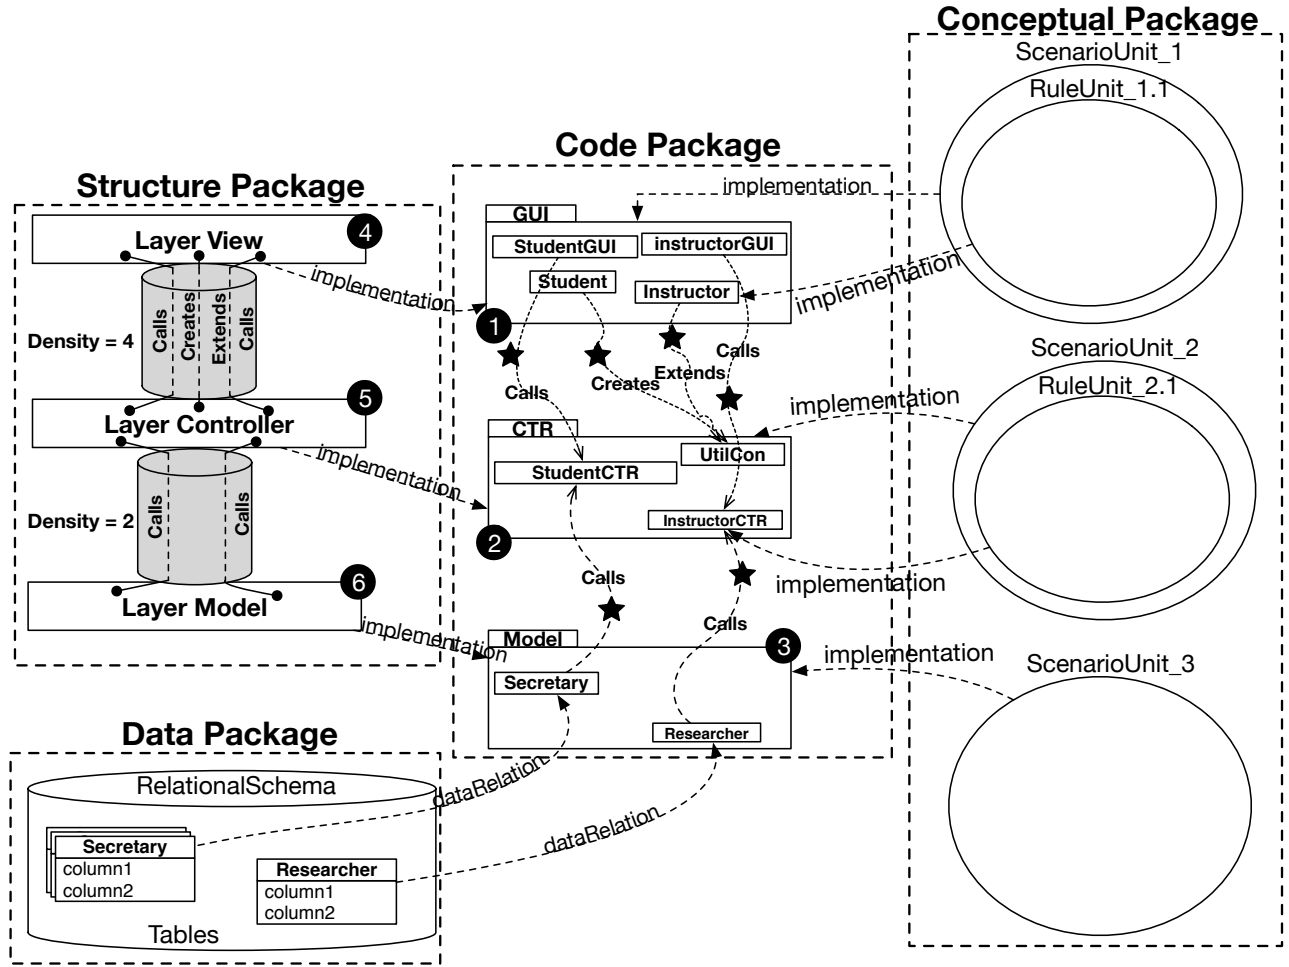 Conceptual Package
ScenarioUnit_1
RuleUnit_1.1
ScenarioUnit_2
RuleUnit_2.1
ScenarioUnit_3
implementation
implementation
implementation
implementation
implementation
Code Package
GUI
StudentGUI
instructorGUI
Student
Instructor
1
Calls
Creates
Extends
Calls
CTR
UtilCon
StudentCTR
InstructorCTR
2
Calls
Calls
Model
3
Secretary
Researcher
Structure Package
4
Layer View
implementation
Density = 4
Calls
Creates
Extends
Calls
5
Layer Controller
implementation
Density = 2
Calls
Calls
6
Layer Model
implementation
Data Package
RelationalSchema
dataRelation
dataRelation
Secretary
column1
column2
Researcher
column1
column2
Tables